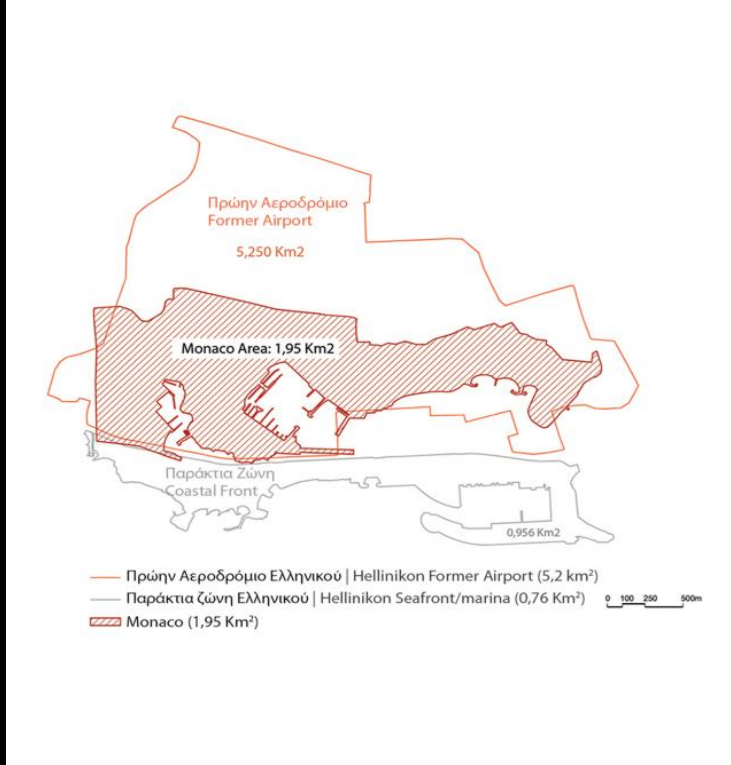 Πρώην Αεροδρόμιο
Former Airport
5,250 Km2
Monaco Area: 1,95 Km2
Παράκτια Ζώνη
Coastal Front
0,956 Km2
Πρώην Αεροδρόμιο Ελληνικού | Hellinikon Former Airport (5,2 km²)
Παράκτια ζώνη Ελληνικού | Hellinikon Seafront/marina (0,76 Km²)
0 100 250 500m
Monaco (1,95 Km²)